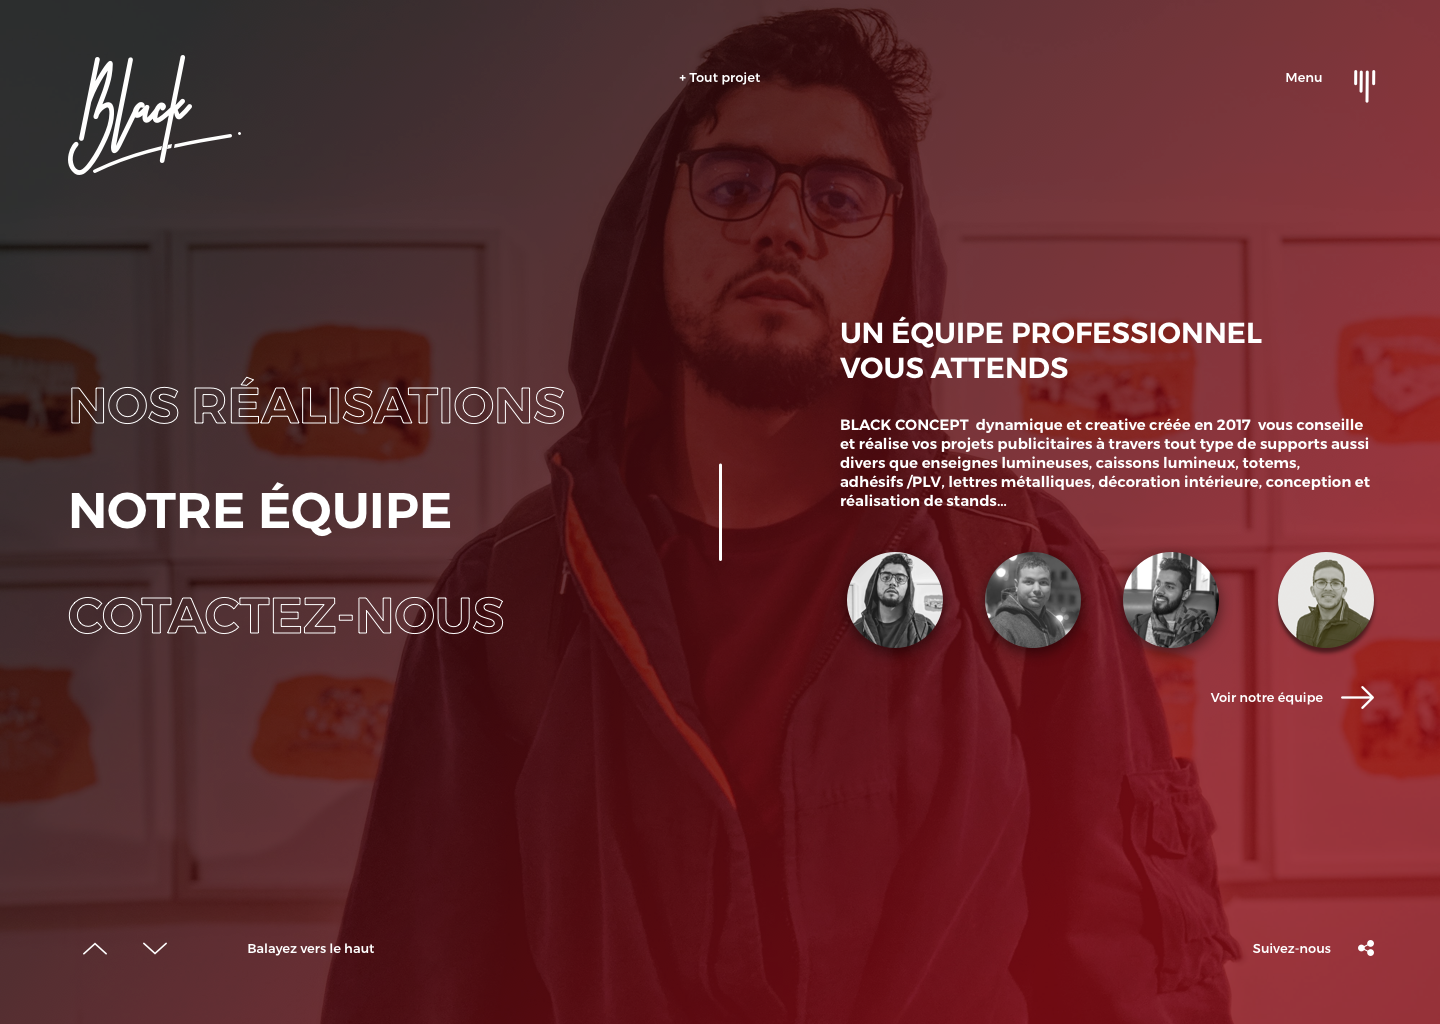 Black
+ Tout projet
Menu
NOS RÉALISATIONS
NOTRE ÉQUIPE
COTACTEZ-NOUS
UN ÉQUIPE PROFESSIONNEL
VOUS ATTENDS
BLACK CONCEPT dynamique et creative créée en 2017 vous conseille
et réalise vos projets publicitaires à travers tout type de supports aussi
divers que enseignes lumineuses, caissons lumineux, totems,
adhésifs /PLV, lettres métalliques, décoration intérieure, conception et
réalisation de stands...
Voir notre équipe
Balayez vers le haut
Suivez-nous